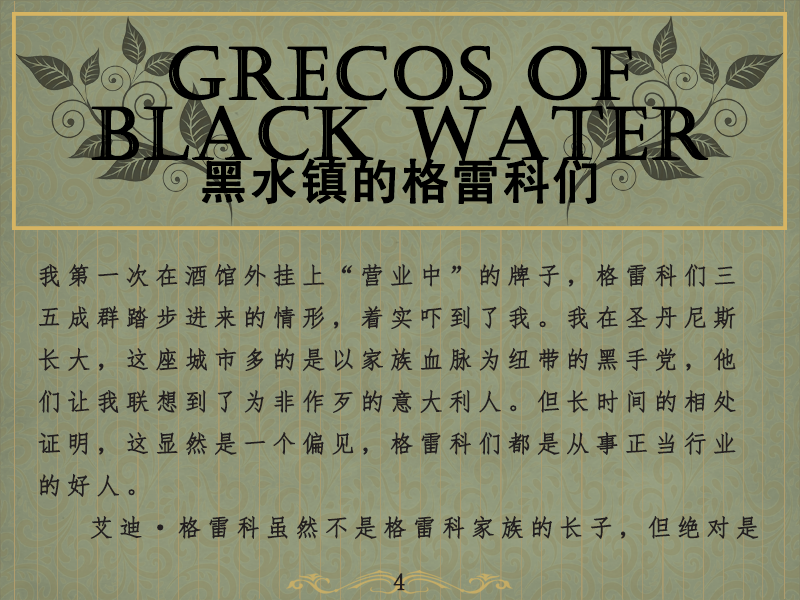 GRECOS OF
BLACK WATER
黑水镇的格雷科们
我第一次在酒馆外挂上“营业中”的牌子，格雷科们三
五成群踏步进来的情形，着实吓到了我。我在圣丹尼斯
长大，这座城市多的是以家族血脉为纽带的黑手党，他
们让我联想到了为非作歹的意大利人。但长时间的相处
证明，这显然是一个偏见，格雷科们都是从事正当行业
的好人。
艾迪·格雷科虽然不是格雷科家族的长子，但绝对是
4